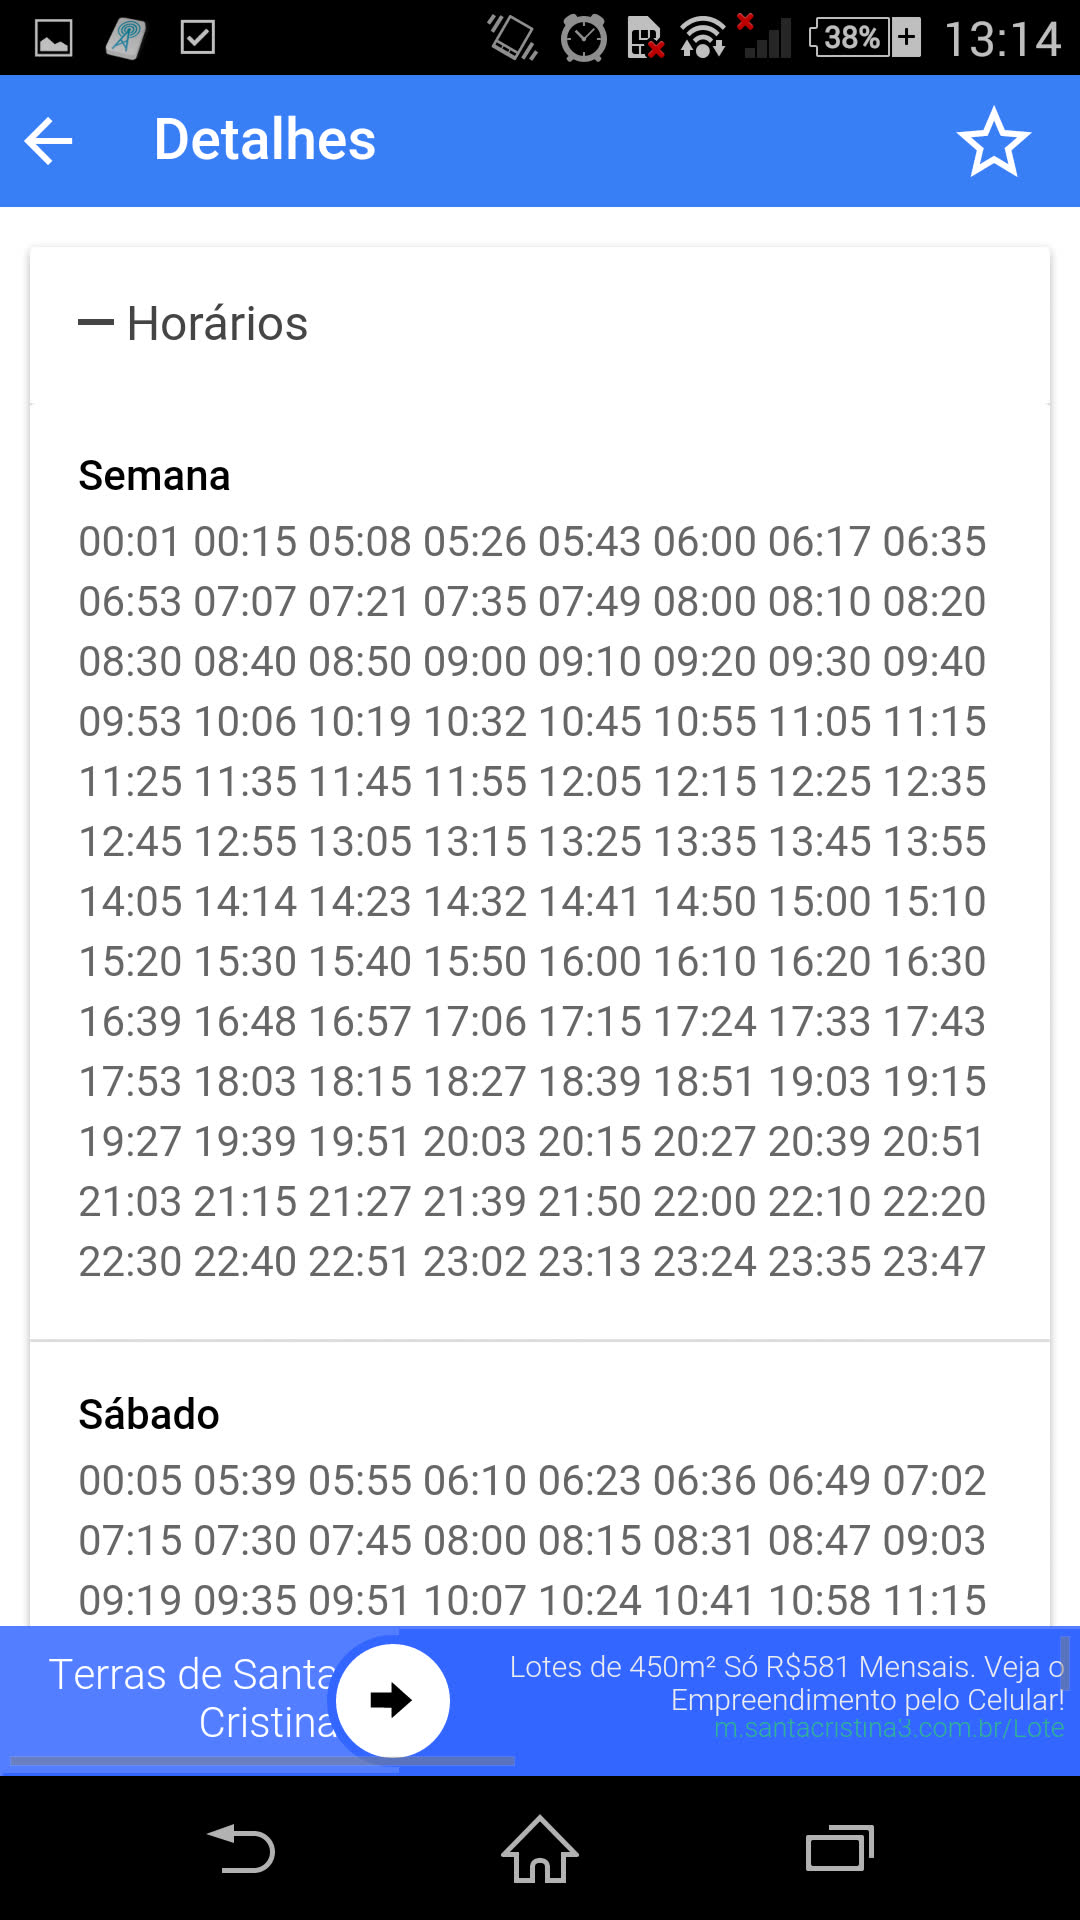 38% 13:14
Detalhes
Horários
Semana
00:01 00:15 05:08 05:26 05:43 06:00 06:17 06:35
06:53 07:07 07:21 07:35 07:49 08:00 08:10 08:20
08:30 08:40 08:50 09:00 09:10 09:20 09:30 09:40
09:53 10:06 10:19 10:32 10:45 10:55 11:05 11:15
11:25 11:35 11:45 11:55 12:05 12:15 12:25 12:35
12:45 12:55 13:05 13:15 13:25 13:35 13:45 13:55
14:05 14:14 14:23 14:32 14:41 14:50 15:00 15:10
15:20 15:30 15:40 15:50 16:00 16:10 16:20 16:30
16:39 16:48 16:57 17:06 17:15 17:24 17:33 17:43
17:53 18:03 18:15 18:27 18:39 18:51 19:03 19:15
19:27 19:39 19:51 20:03 20:15 20:27 20:39 20:51
21:03 21:15 21:27 21:39 21:50 22:00 22:10 22:20
22:30 22:40 22:51 23:02 23:13 23:24 23:35 23:47
Sábado
00:05 05:39 05:55 06:10 06:23 06:36 06:49 07:02
07:15 07:30 07:45 08:00 08:15 08:31 08:47 09:03
09:19 09:35 09:51 10:07 10:24 10:41 10:58 11:15
Terras de Santa
Cristina
Lotes de 450m² Só R$581 Mensais. Veja o
Empreendimento pelo Celular!
m.santacristina3.com.br/Lote